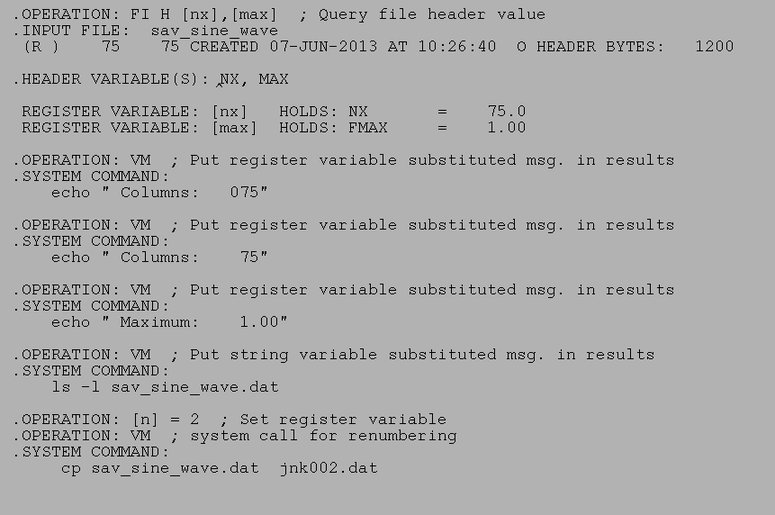 .OPERATION: FI H [nx],[max]  ; Query file header value
.INPUT FILE:  sav_sine_wave
(R )    75    75 CREATED 07-JUN-2013 AT 10:26:40  O HEADER BYTES:   1200
.HEADER VARIABLE(S): NX, MAX
REGISTER VARIABLE: [nx]   HOLDS: NX       =    75.0
REGISTER VARIABLE: [max]  HOLDS: FMAX     =    1.00
.OPERATION: VM  ; Put register variable substituted msg. in results
.SYSTEM COMMAND:
echo " Columns:   075"
.OPERATION: VM  ; Put register variable substituted msg. in results
.SYSTEM COMMAND:
echo " Columns:    75"
.OPERATION: VM  ; Put register variable substituted msg. in results
.SYSTEM COMMAND:
echo " Maximum:    1.00"
.OPERATION: VM  ; Put string variable substituted msg. in results
.SYSTEM COMMAND:
ls -l sav_sine_wave.dat
.OPERATION: [n] = 2  ; Set register variable
.OPERATION: VM  ; system call for renumbering
.SYSTEM COMMAND:
cp sav_sine_wave.dat  jnk002.dat